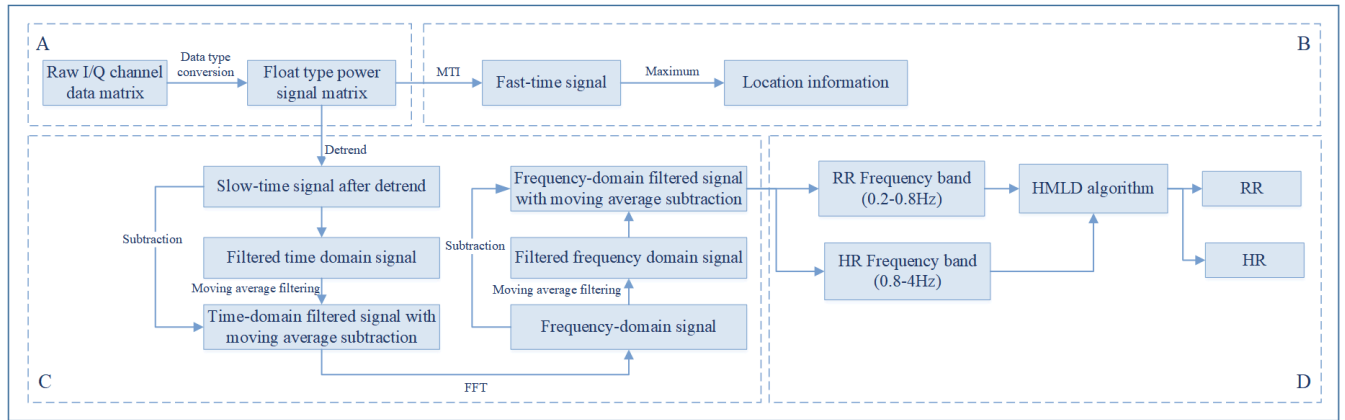 A
Raw I/Q channel
data matrix
Data type
conversion
Float type power
signal matrix
B
MTI
Fast-time signal
Maximum
Location information
C
Detrend
Slow-time signal after detrend
Subtraction
Filtered time domain signal
Moving average filtering
Time-domain filtered signal with
moving average subtraction
FFT
Frequency-domain signal
Moving average filtering
Subtraction
Filtered frequency domain signal
Frequency-domain filtered signal
with moving average subtraction
D
RR Frequency band
(0.2-0.8Hz)
HR Frequency band
(0.8-4Hz)
HMLD algorithm
RR
HR